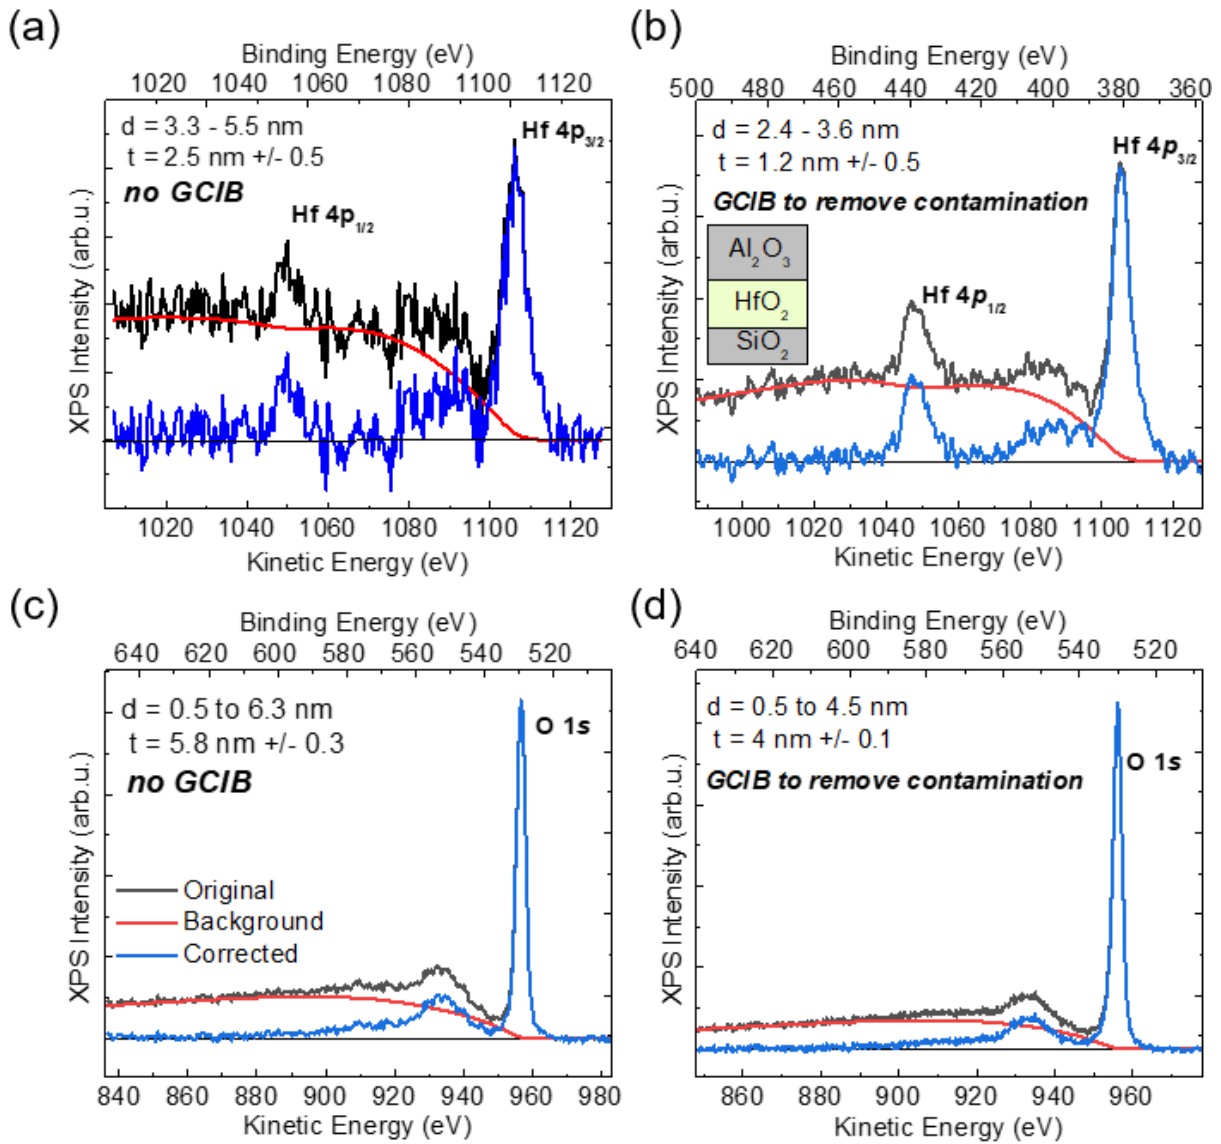 (a)
Binding Energy (eV)
1020 1040 1060 1080 1100 1120
d = 3.3 - 5.5 nm
t = 2.5 nm +/- 0.5
no GCIB
Hf 4p3/2
Hf 4p1/2
XPS Intensity (arb.u.)
1020 1040 1060 1080 1100 1120
Kinetic Energy (eV)
(b)
Binding Energy (eV)
500 480 460 440 420 400 380 360
d = 2.4 - 3.6 nm
t = 1.2 nm +/- 0.5
GCIB to remove contamination
Hf 4p3/2
Al2O3
HfO2
SiO2
Hf 4p1/2
XPS Intensity (arb.u.)
1000 1020 1040 1060 1080 1100 1120
Kinetic Energy (eV)
(c)
Binding Energy (eV)
640 620 600 580 560 540 520
d = 0.5 to 6.3 nm
t = 5.8 nm +/- 0.3
no GCIB
O 1s
Original
Background
Corrected
XPS Intensity (arb.u.)
840 860 880 900 920 940 960 980
Kinetic Energy (eV)
(d)
Binding Energy (eV)
640 620 600 580 560 540 520
d = 0.5 to 4.5 nm
t = 4 nm +/- 0.1
GCIB to remove contamination
O 1s
XPS Intensity (arb.u.)
860 880 900 920 940 960
Kinetic Energy (eV)